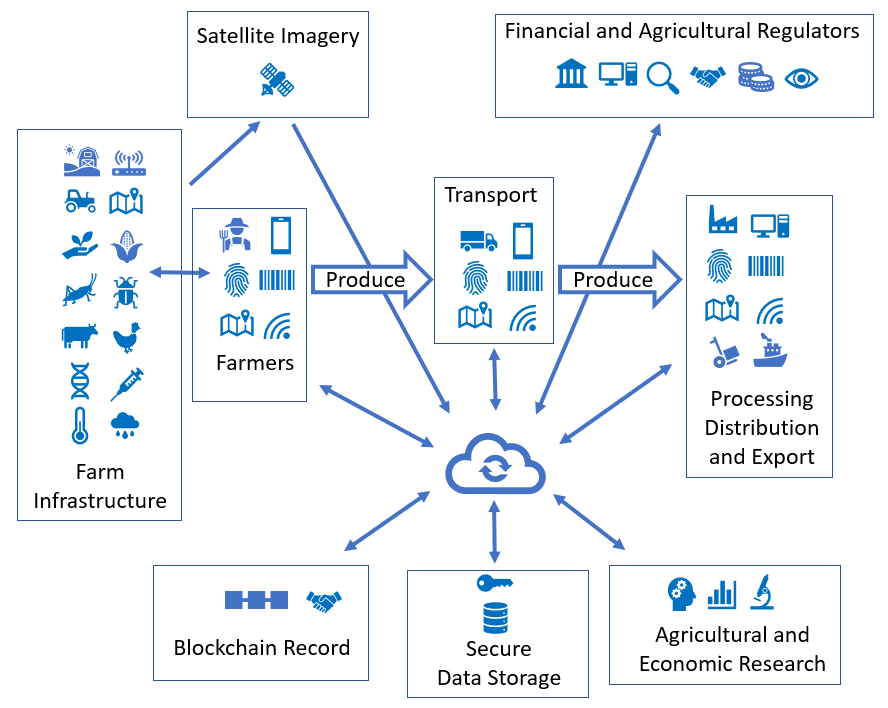 Satellite Imagery
Financial and Agricultural Regulators
Farm
Infrastructure
Farmers
Produce
Transport
Produce
Processing
Distribution
and Export
Blockchain Record
Secure
Data Storage
Agricultural and
Economic Research